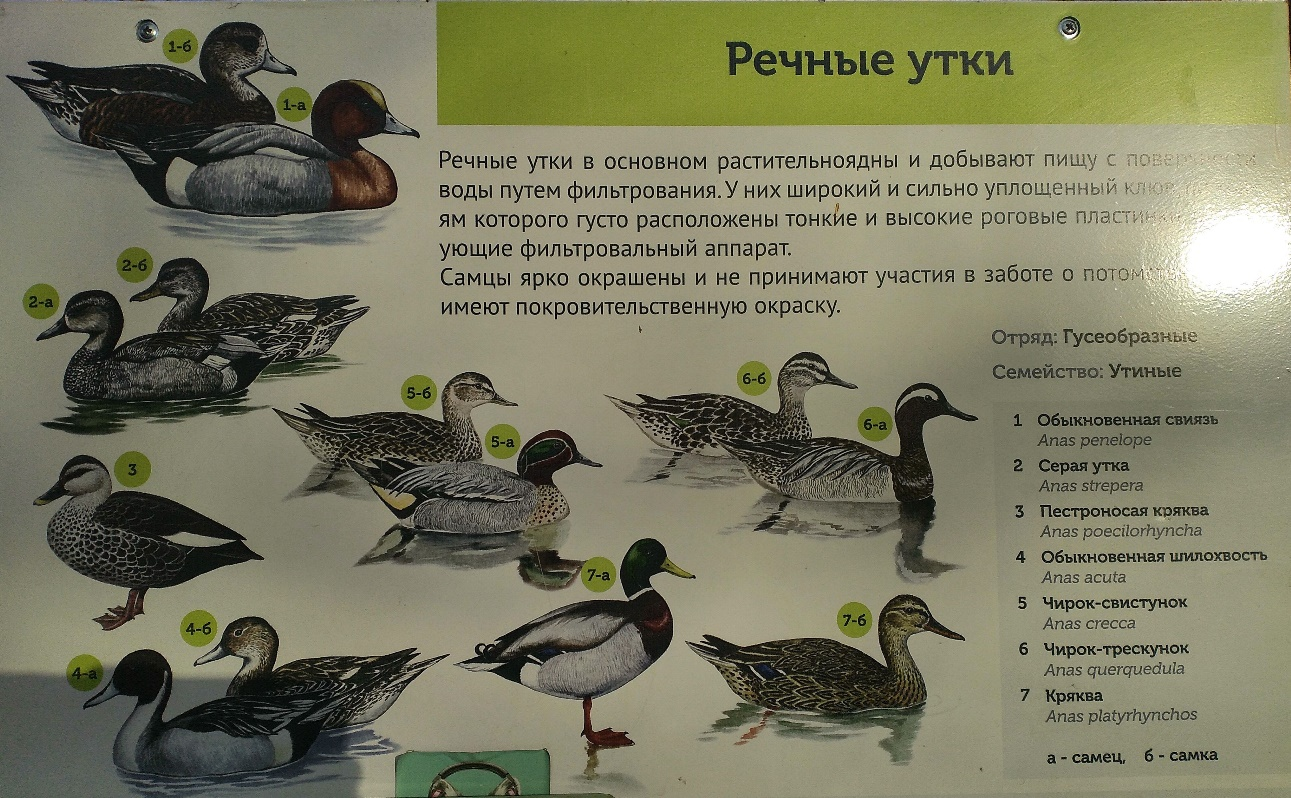 Речные утки
Речные утки в основном растительноядны и добывают пищу с поверхности
воды путем фильтрования. У них широкий и сильно уплощенный клюв,
ям которого густо расположены тонкие и высокие роговые пластинки
ующие фильтровальный аппарат.
Самцы ярко окрашены и не принимают участия в заботе о
имеют покровительственную окраску.
Отряд: Гусеобразные
Семейство: Утиные
1 Обыкновенная свиязь
Anas penelope
2 Серая утка
Anas strepera
3 Пестроносая кряква
Anas poecilorhyncha
4 Обыкновенная шилохвость
Anas acuta
5 Чирок-свистунок
Anas crecca
6 Чирок-трескунок
Anas querquedula
7 Кряква
Anas platyrhynchos
а - самец, б - самка
1-б
1-а
2-б
2-а
5-б
5-а
6-б
6-а
3
7-а
7-б
4-б
4-а